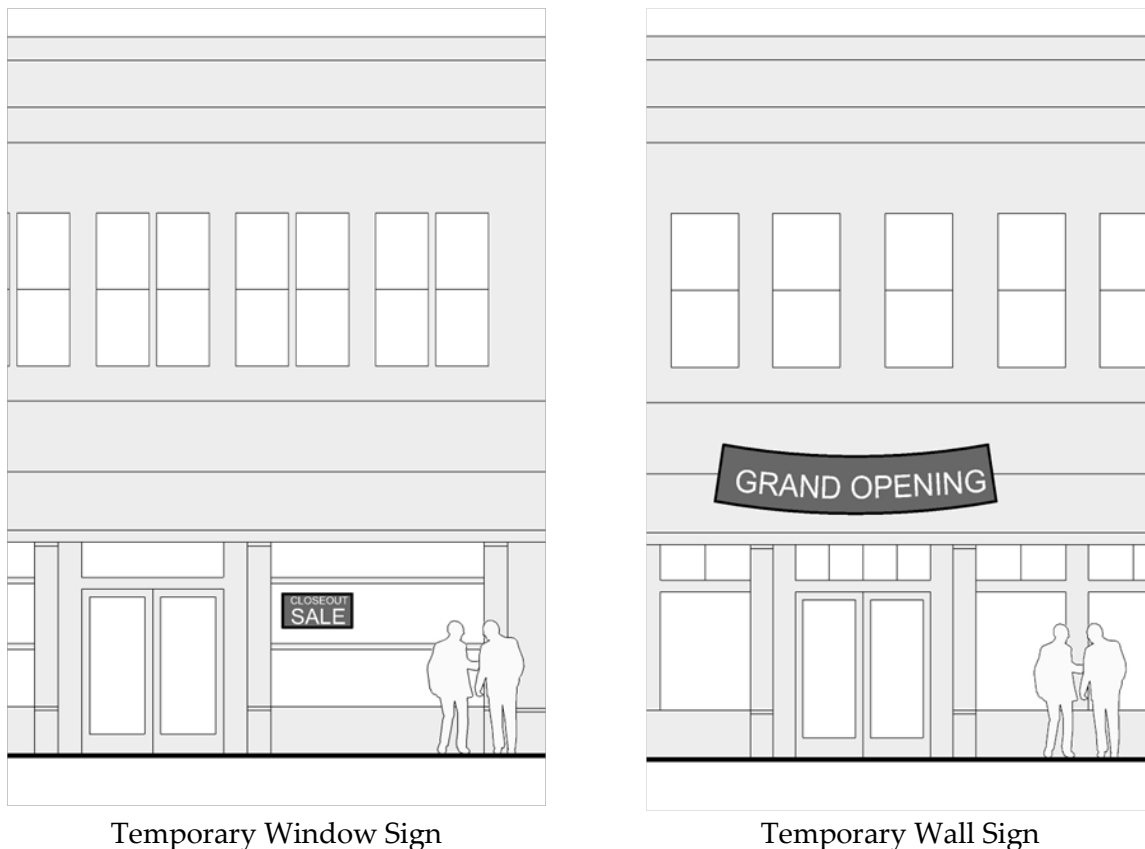 CLOSEOUT
SALE
GRAND OPENING
Temporary Window Sign
Temporary Wall Sign